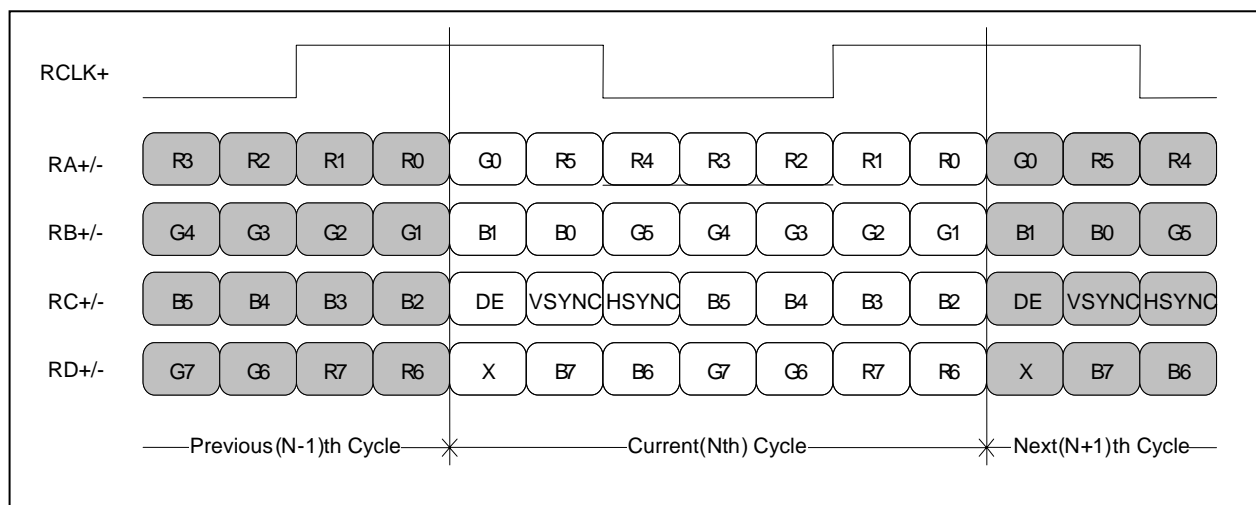 RCLK+
RA+/- R3 R2 R1 R0 G0 R5 R4 R3 R2 R1 R0 G0 R5 R4
RB+/- G4 G3 G2 G1 B1 B0 G5 G4 G3 G2 G1 B1 B0 G5
RC+/- B5 B4 B3 B2 DE VSYNC HSYNC B5 B4 B3 B2 DE VSYNC HSYNC
RD+/- G7 G6 R7 R6 X B7 B6 G7 G6 R7 R6 X B7 B6
Previous(N-1)th Cycle Current(Nth) Cycle Next(N+1)th Cycle